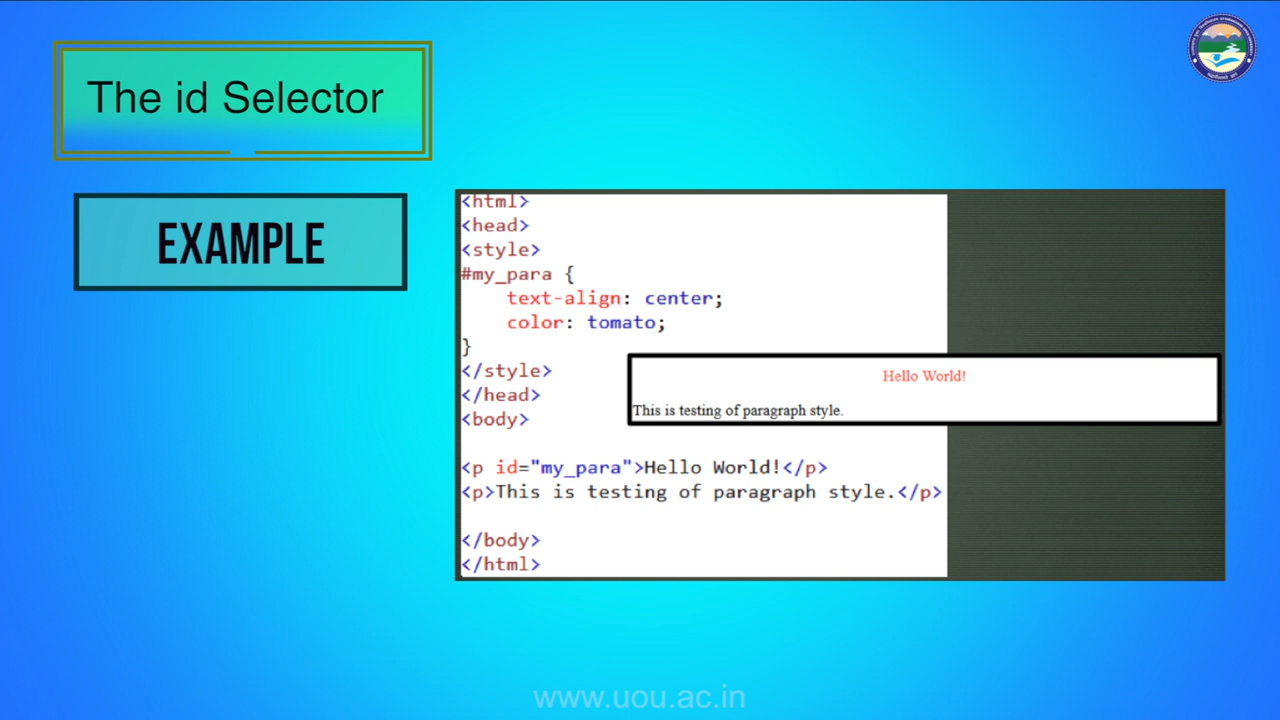 The id Selector
EXAMPLE
<html>
<head>
<style>
#my_para {
    text-align: center;
    color: tomato;
}
</style>
</head>
<body>
Hello World!
This is testing of paragraph style.
<p id="my_para">Hello World!</p>
<p>This is testing of paragraph style.</p>
</body>
</html>
www.uou.ac.in